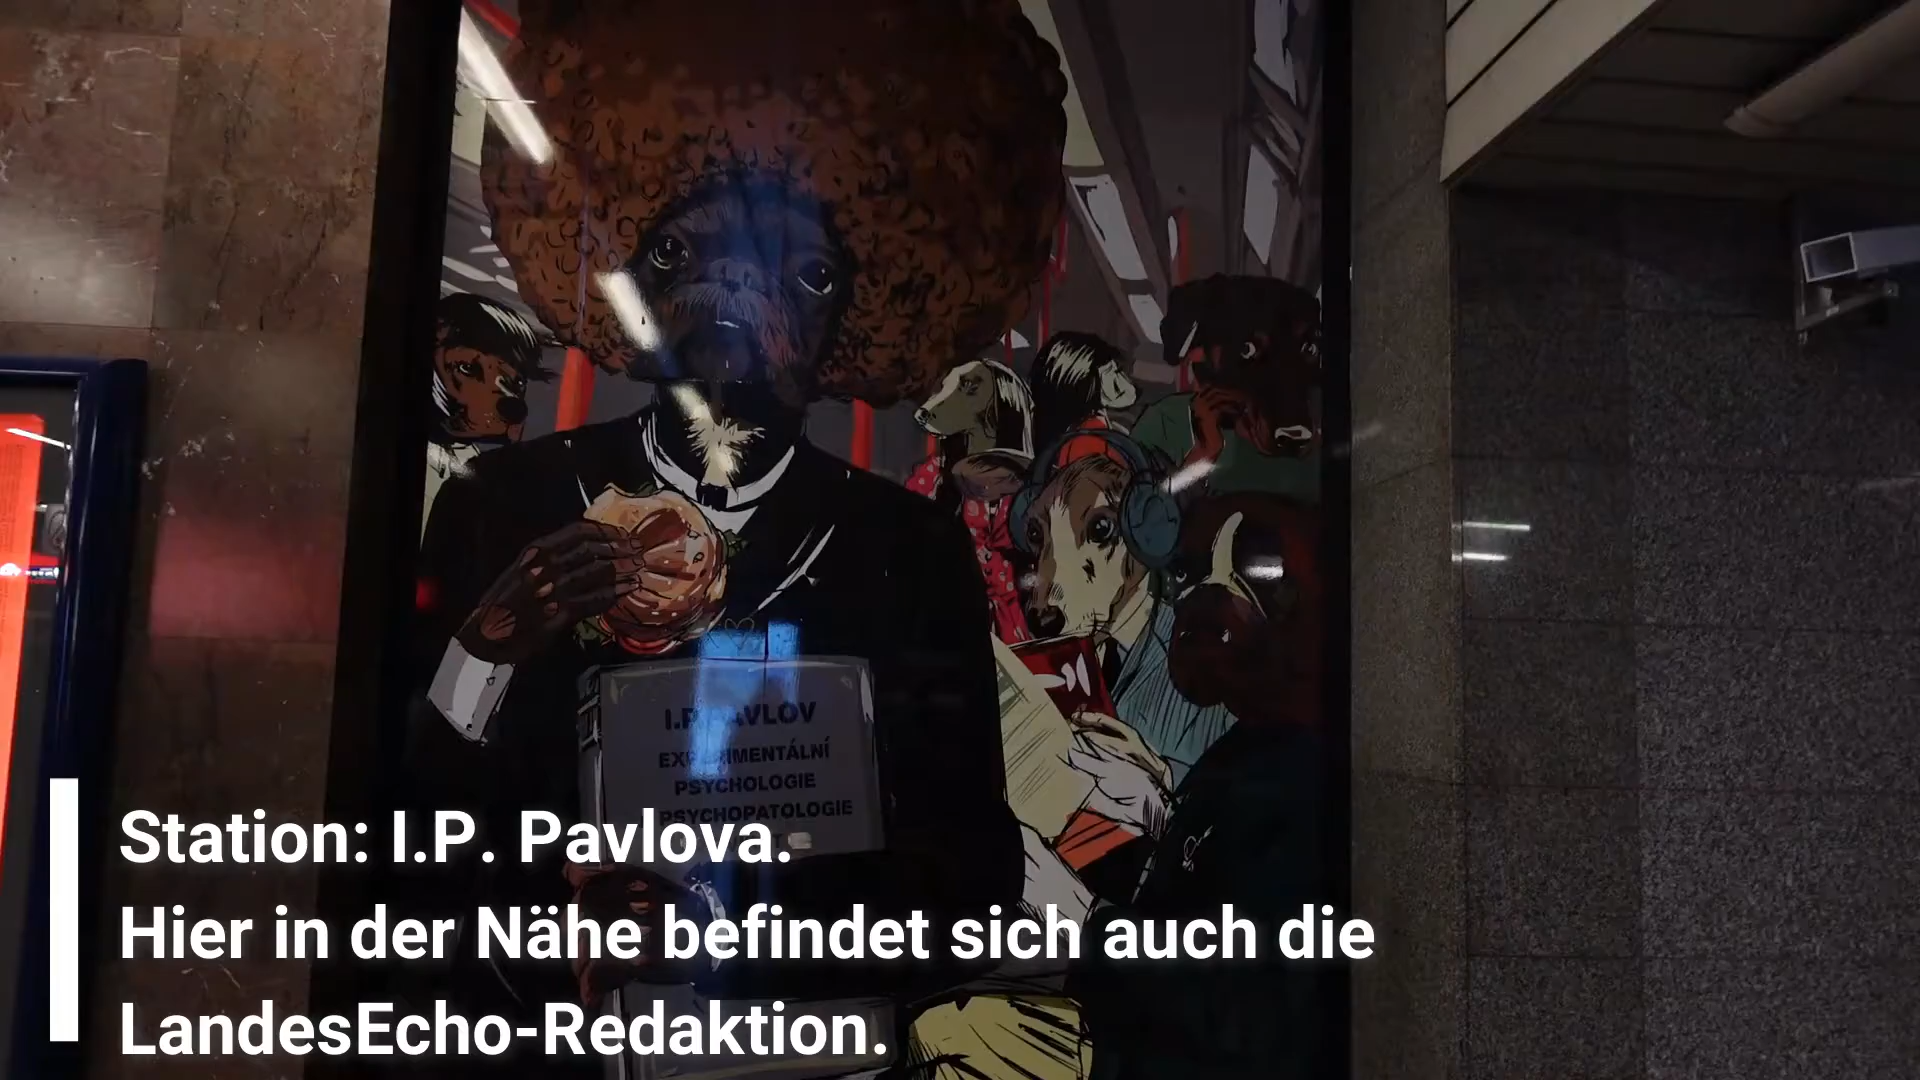 I.P. PAVLOV
EXPERIMENTÁLNÍ
PSYCHOLOGIE
PSYCHOPATOLOGIE
Station: I.P. Pavlova.
Hier in der Nähe befindet sich auch die
LandesEcho-Redaktion.